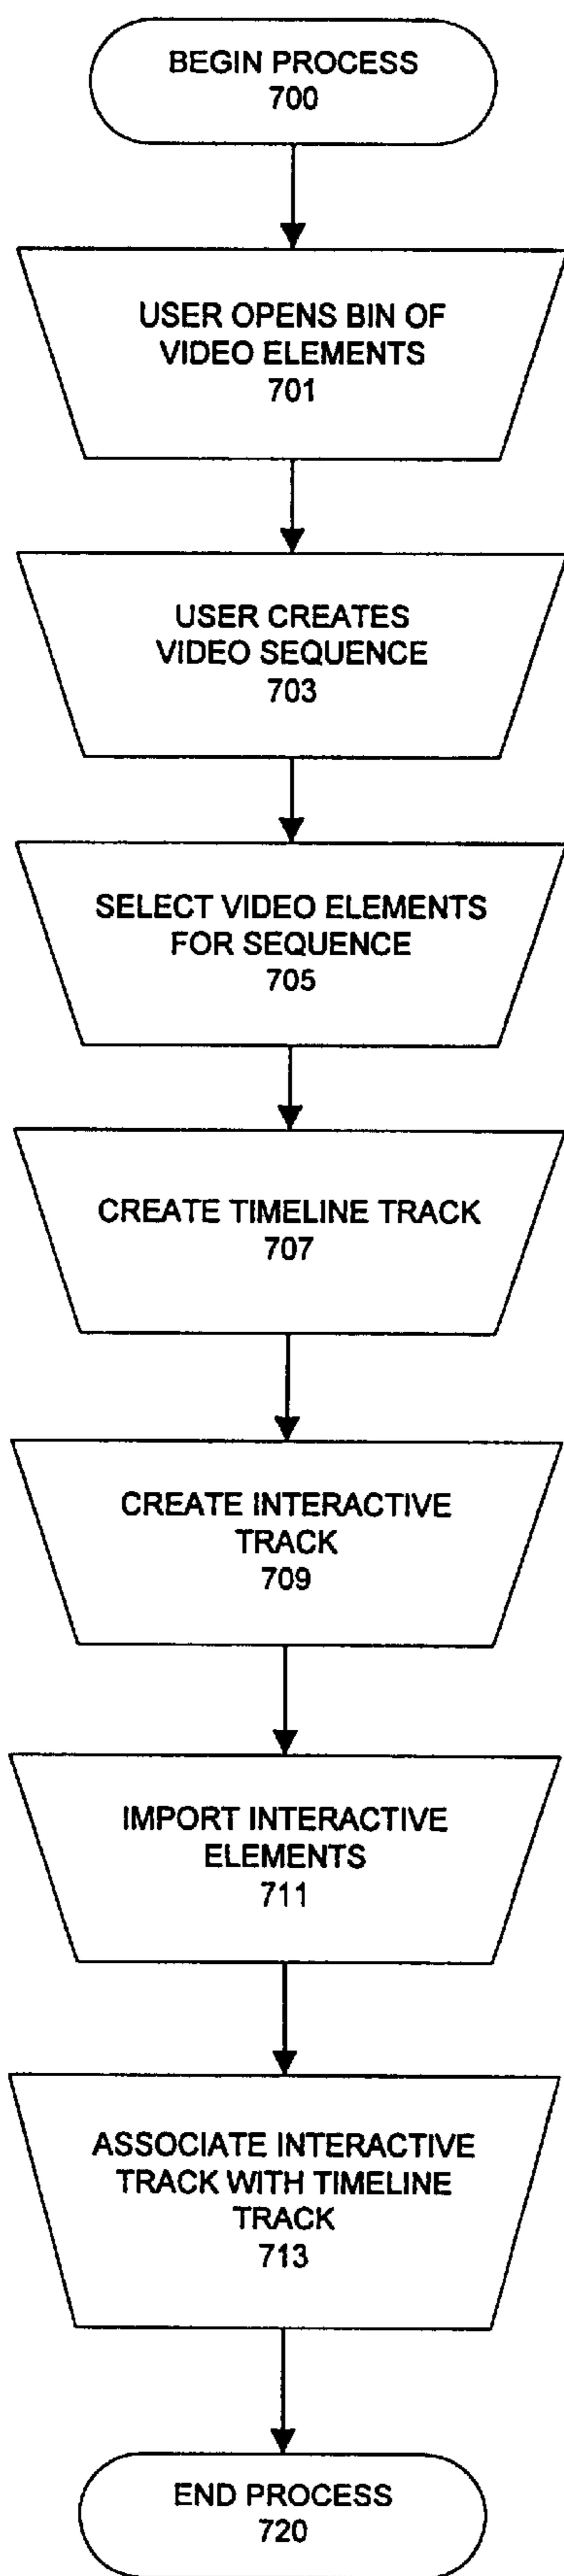 BEGIN PROCESS
700
USER OPENS BIN OF
VIDEO ELEMENTS
701
USER CREATES
VIDEO SEQUENCE
703
SELECT VIDEO ELEMENTS
FOR SEQUENCE
705
CREATE TIMELINE TRACK
707
CREATE INTERACTIVE
TRACK
709
IMPORT INTERACTIVE
ELEMENTS
711
ASSOCIATE INTERACTIVE
TRACK WITH TIMELINE
TRACK
713
END PROCESS
720